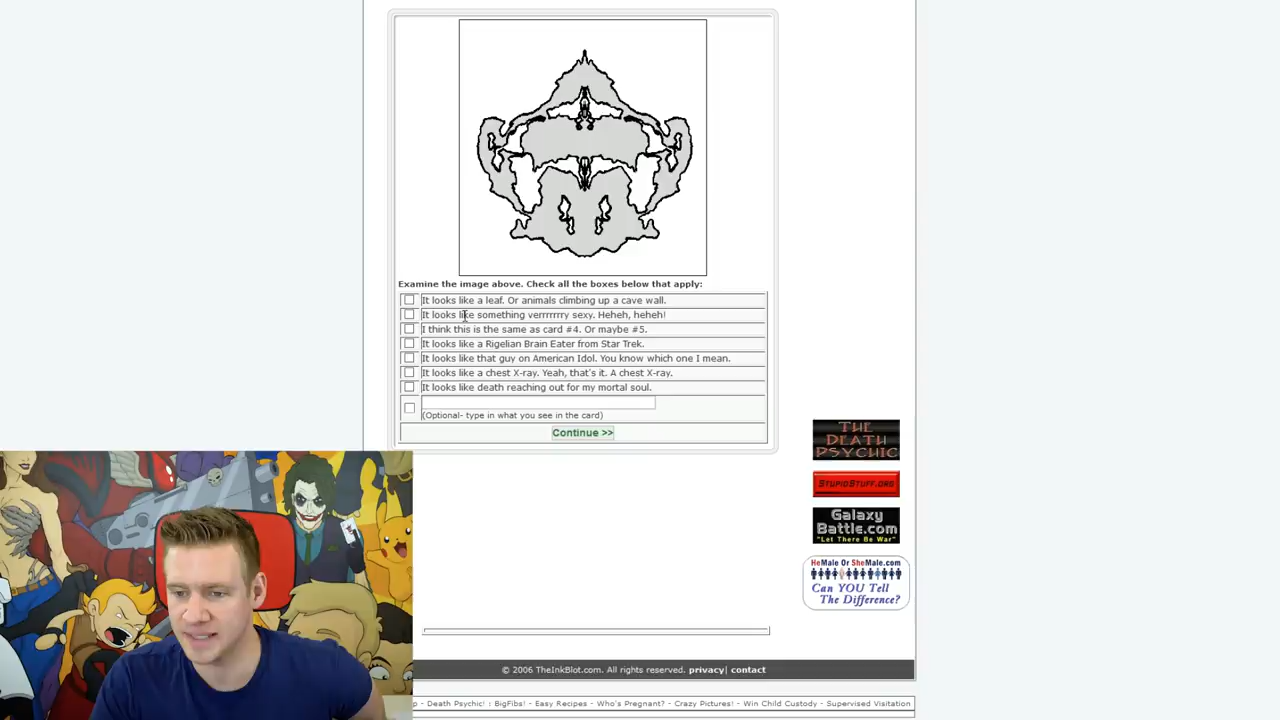 Examine the image above. Check all the boxes below that apply:
It looks like a leaf. Or animals climbing up a cave wall.
It looks like something verrrrrrry sexy. Heheh, heheh!
I think this is the same as card #4. Or maybe #5.
It looks like a Rigelian Brain Eater from Star Trek.
It looks like that guy on American Idol. You know which one I mean.
It looks like a chest X-ray. Yeah, that's it. A chest X-ray.
It looks like death reaching out for my mortal soul.
(Optional- type in what you see in the card)
Continue >>
THE
DEATH
PSYCHIC
STUPIDSTUFF.ORG
Galaxy
Battle.com
"Let There Be War"
HeMale Or SheMale.com
Can YOU Tell
The Difference?
© 2006 TheInkBlot.com. All rights reserved. privacy| contact
p - Death Psychic! : BigFibs! - Easy Recipes - Who's Pregnant? - Crazy Pictures! - Win Child Custody - Supervised Visitation